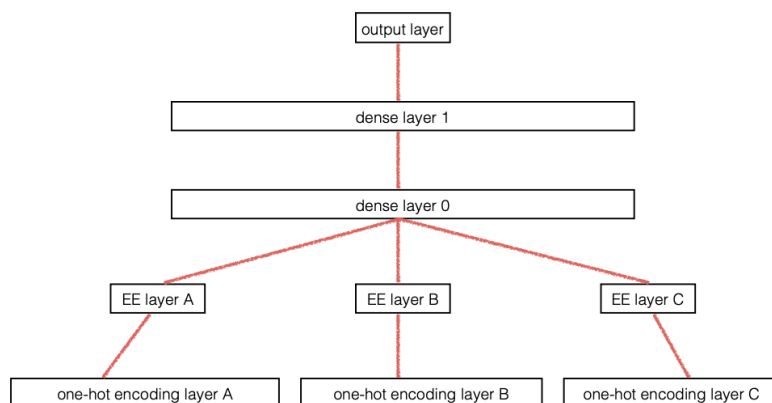 output layer
dense layer 1
dense layer 0
EE layer A
EE layer B
EE layer C
one-hot encoding layer A
one-hot encoding layer B
one-hot encoding layer C